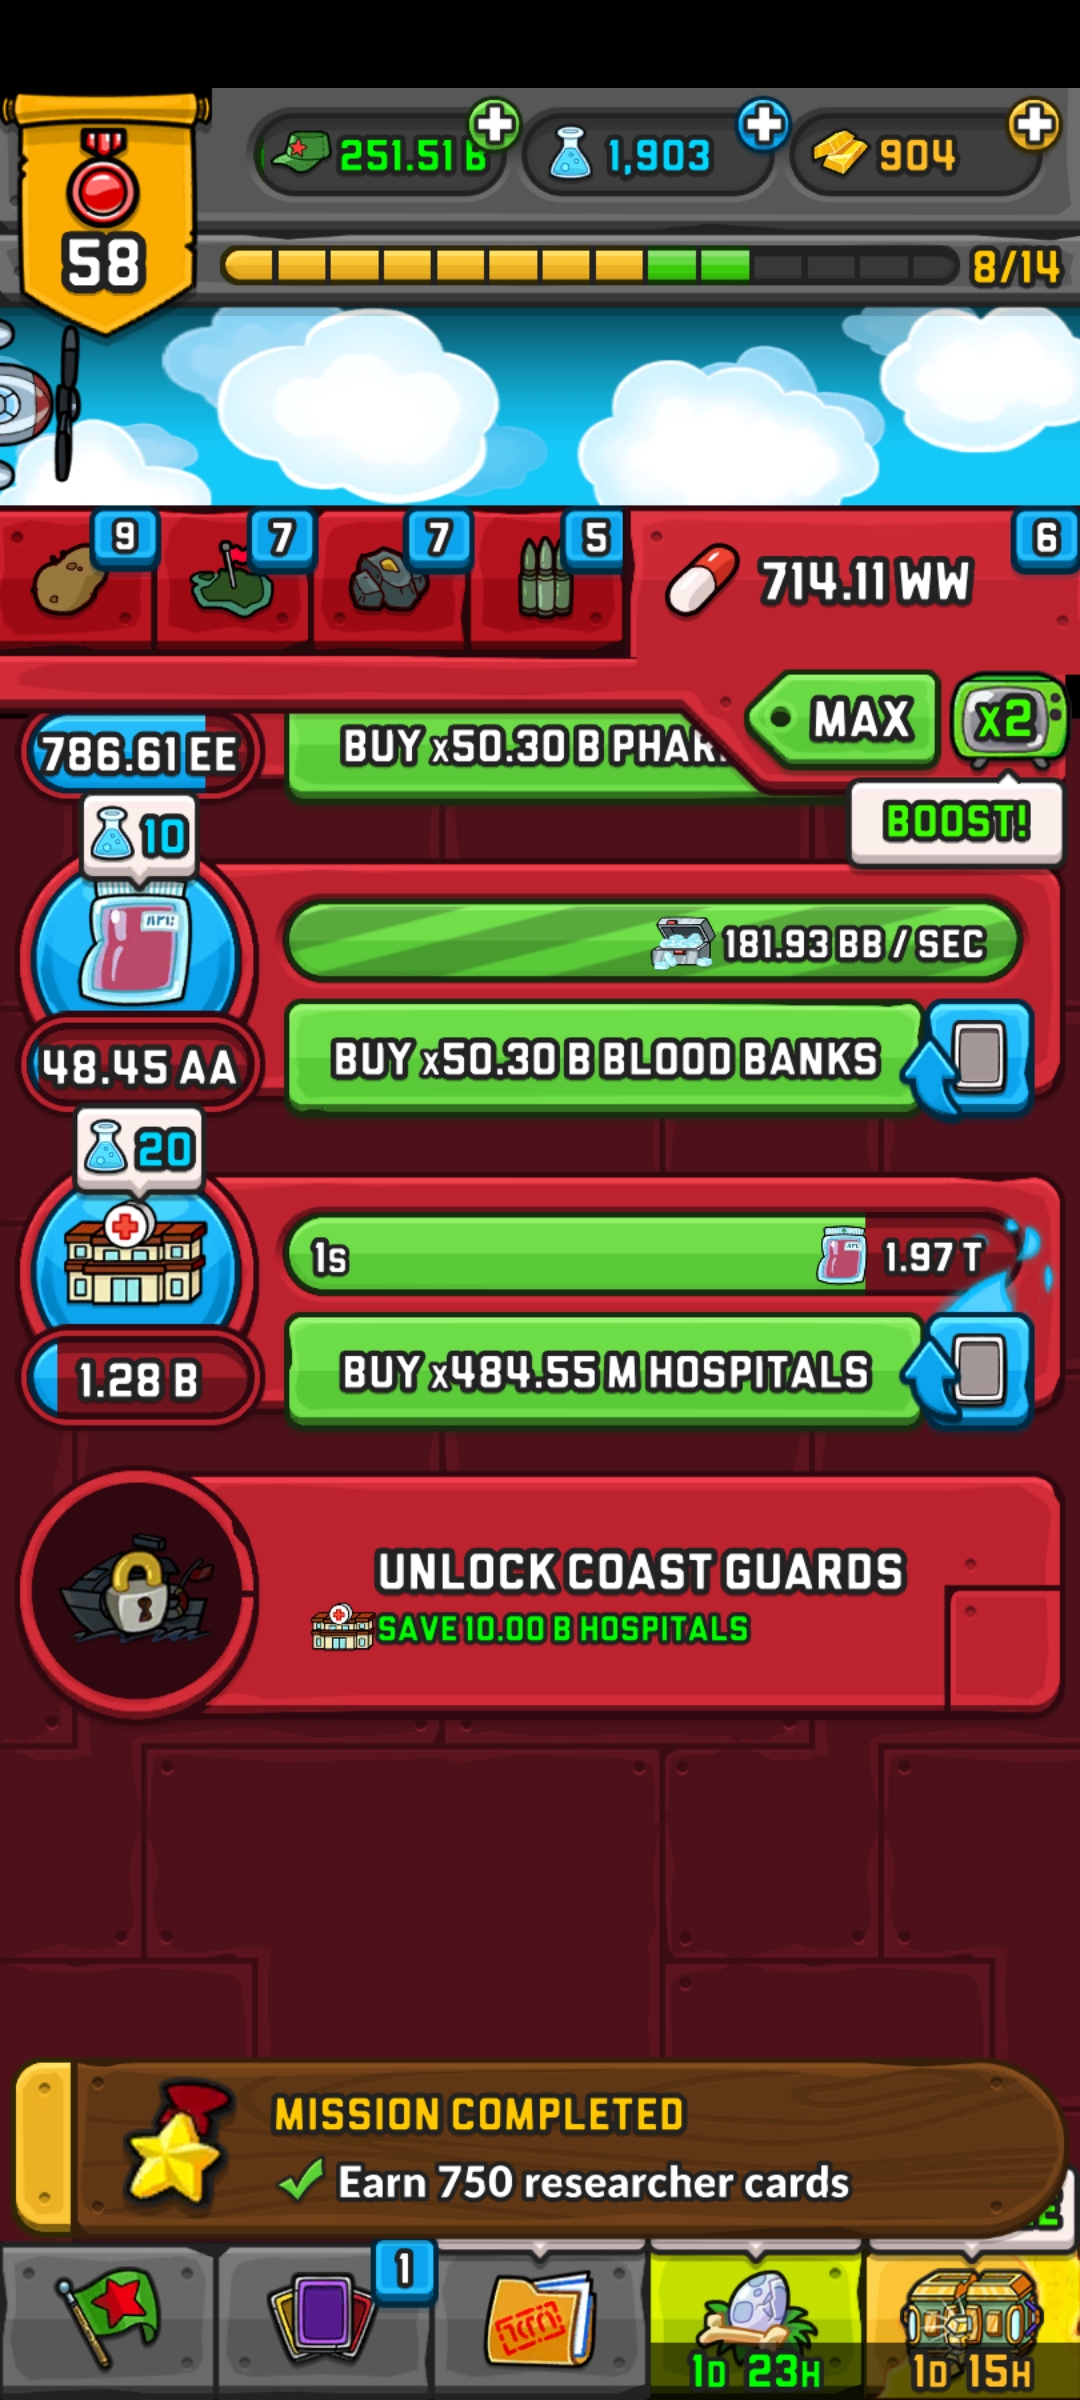 251.51 B
1,903
904
58
8/14
9
7
7
5
6
714.11 WW
MAX
x2
BOOST!
786.61 EE
BUY x50.30 B PHAR
10
181.93 BB / SEC
48.45 AA
BUY x50.30 B BLOOD BANKS
20
1s
1.97 T
1.28 B
BUY x484.55 M HOSPITALS
UNLOCK COAST GUARDS
SAVE 10.00 B HOSPITALS
MISSION COMPLETED
Earn 750 researcher cards
1
1D 23H
1D 15H